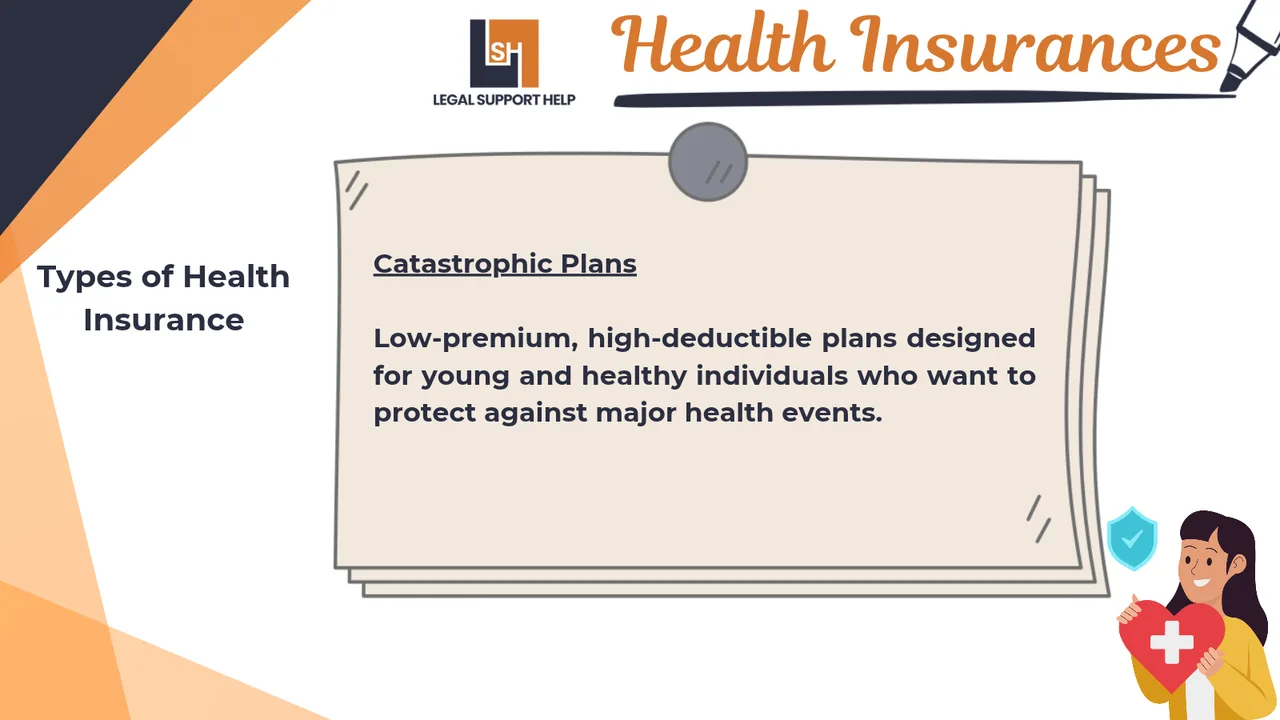 SH
LEGAL SUPPORT HELP
Health Insurances
Types of Health
Insurance
Catastrophic Plans
Low-premium, high-deductible plans designed
for young and healthy individuals who want to
protect against major health events.